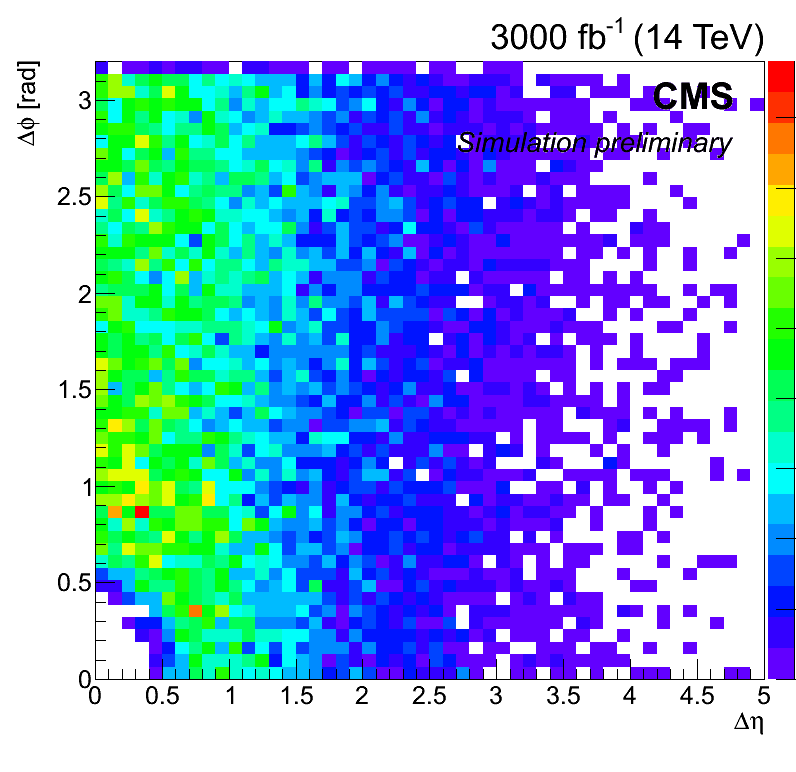 3000 fb⁻¹ (14 TeV)
Δϕ [rad]
CMS
Simulation preliminary
3
2.5
2
1.5
1
0.5
0
0 0.5 1 1.5 2 2.5 3 3.5 4 4.5 5
Δη